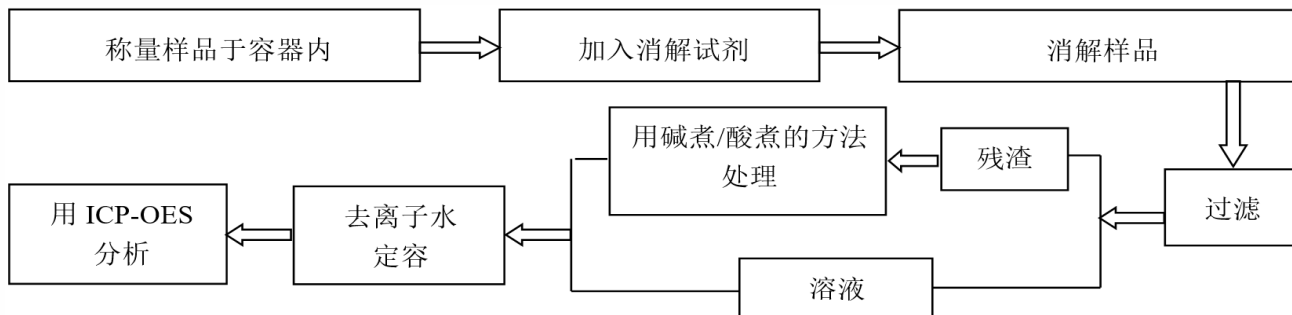 称量样品于容器内
加入消解试剂
消解样品
过滤
残渣
用碱煮/酸煮的方法
处理
溶液
去离子水
定容
用 ICP-OES
分析